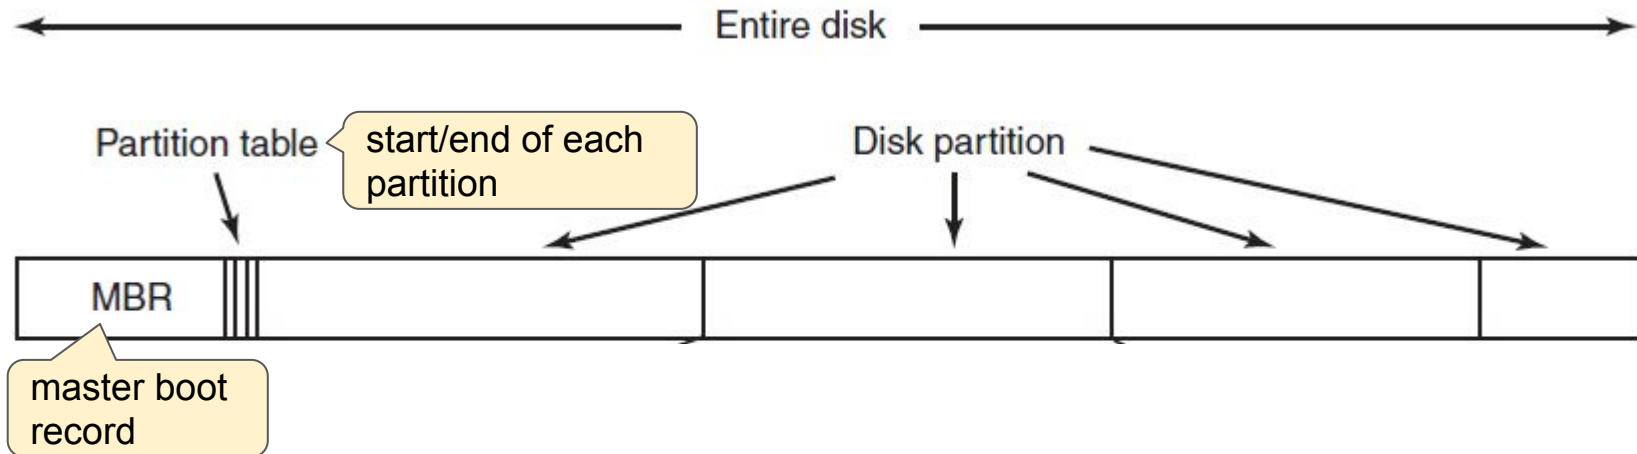 Entire disk
Partition table
start/end of each
partition
Disk partition
MBR
master boot
record